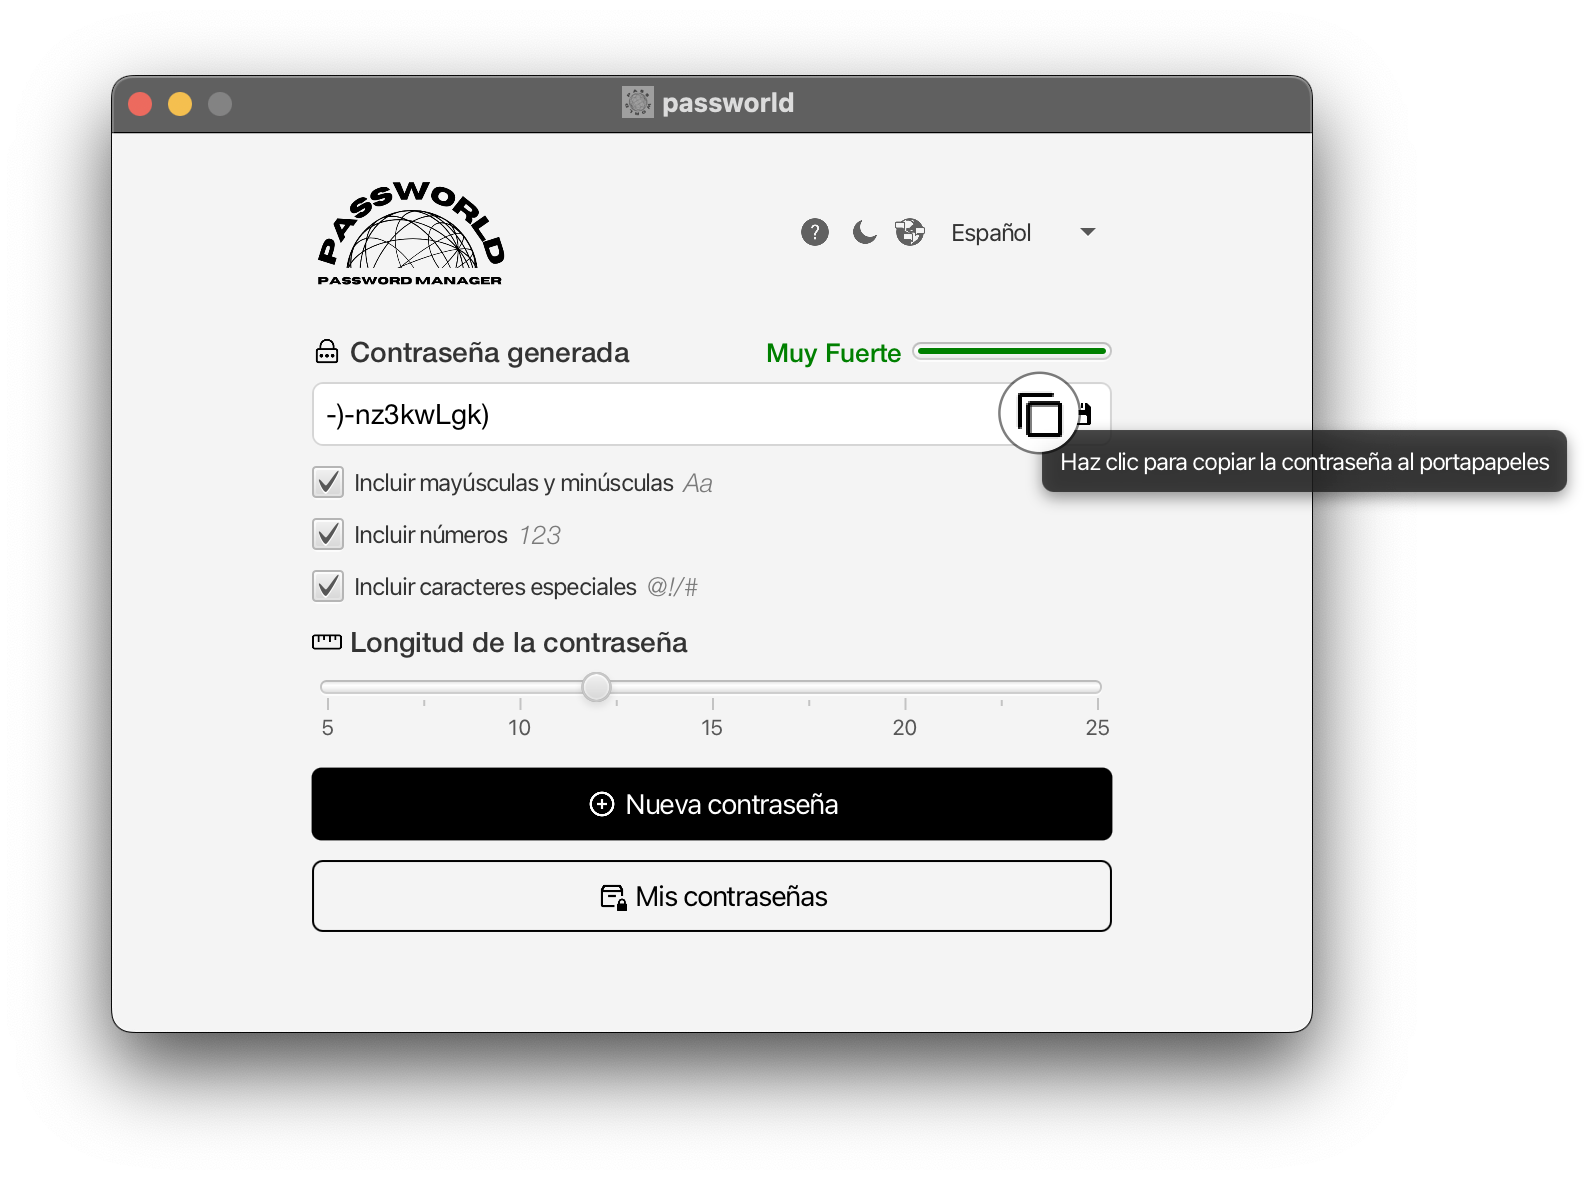 passworld
PASSWORLD
PASSWORD MANAGER
? Español
Contraseña generada Muy Fuerte
-)-nz3kwLgk)
Haz clic para copiar la contraseña al portapapeles
Incluir mayúsculas y minúsculas Aa
Incluir números 123
Incluir caracteres especiales @!/#
Longitud de la contraseña
5 10 15 20 25
Nueva contraseña
Mis contraseñas